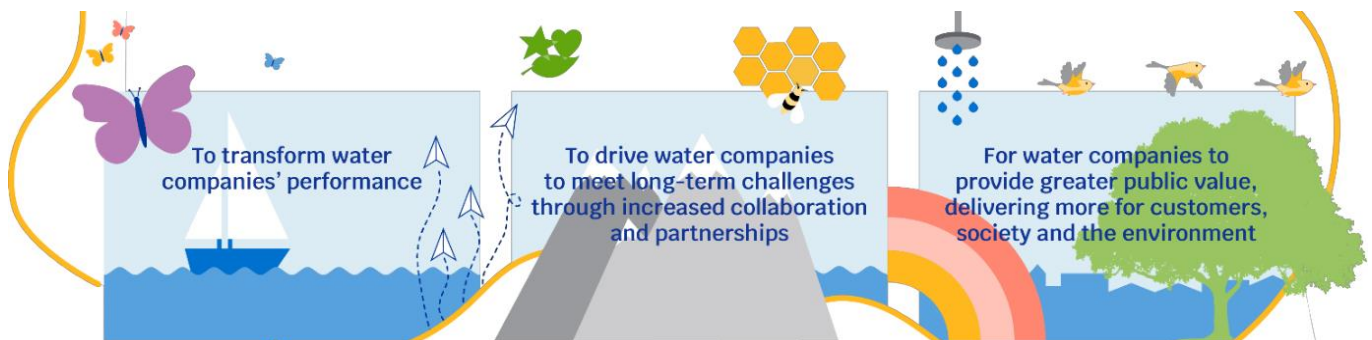 To transform water
companies’ performance
To drive water companies
to meet long-term challenges
through increased collaboration
and partnerships
For water companies to
provide greater public value,
delivering more for customers,
society and the environment